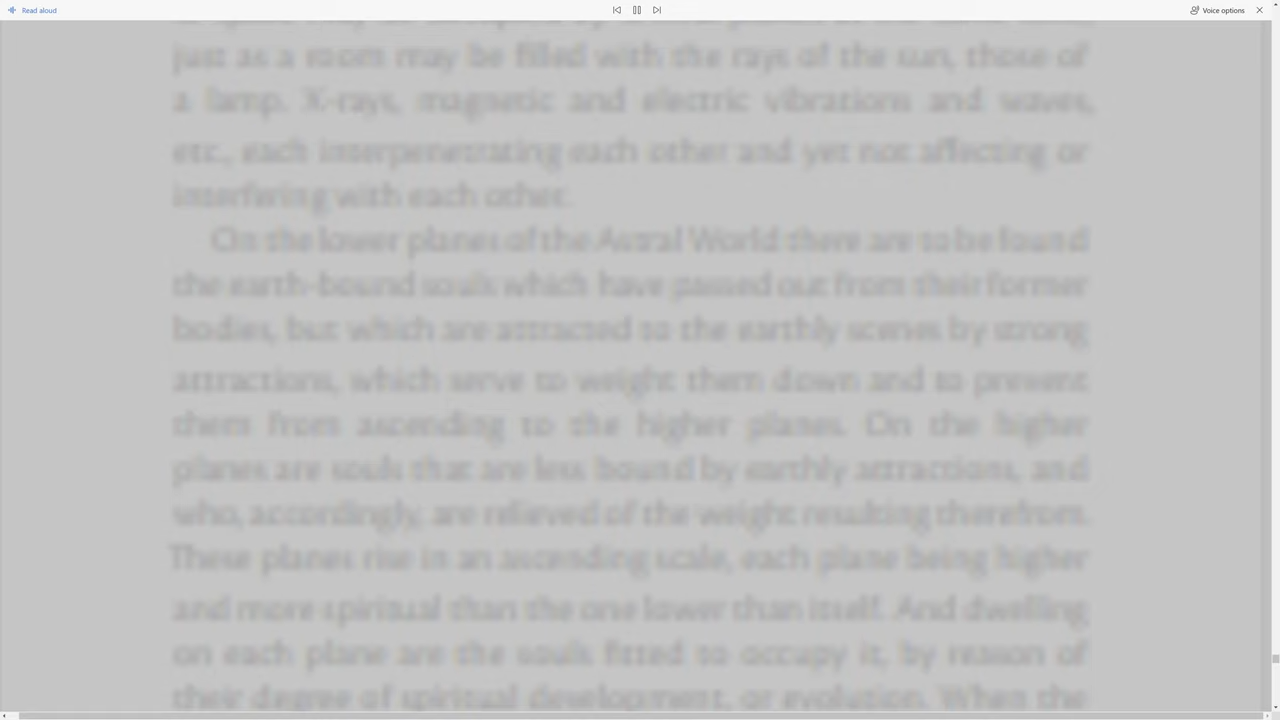 Read aloud
Voice options
just as a room may be filled with the rays of the sun, those of
a lamp. X-rays, magnetic and electric vibrations and waves,
etc., each interpenetrating each other and yet not affecting or
interfering with each other.
On the lower planes of the Astral World there are to be found
the earth-bound souls which have passed out from their former
bodies, but which are attracted to the earthly scenes by strong
attractions, which serve to weight them down and to prevent
them from ascending to the higher planes. On the higher
planes are souls that are less bound by earthly attractions, and
who, accordingly, are relieved of the weight resulting therefrom.
These planes rise in an ascending scale, each plane being higher
and more spiritual than the one lower than itself. And dwelling
on each plane are the souls fitted to occupy it, by reason of
their degree of spiritual development, or evolution. When the